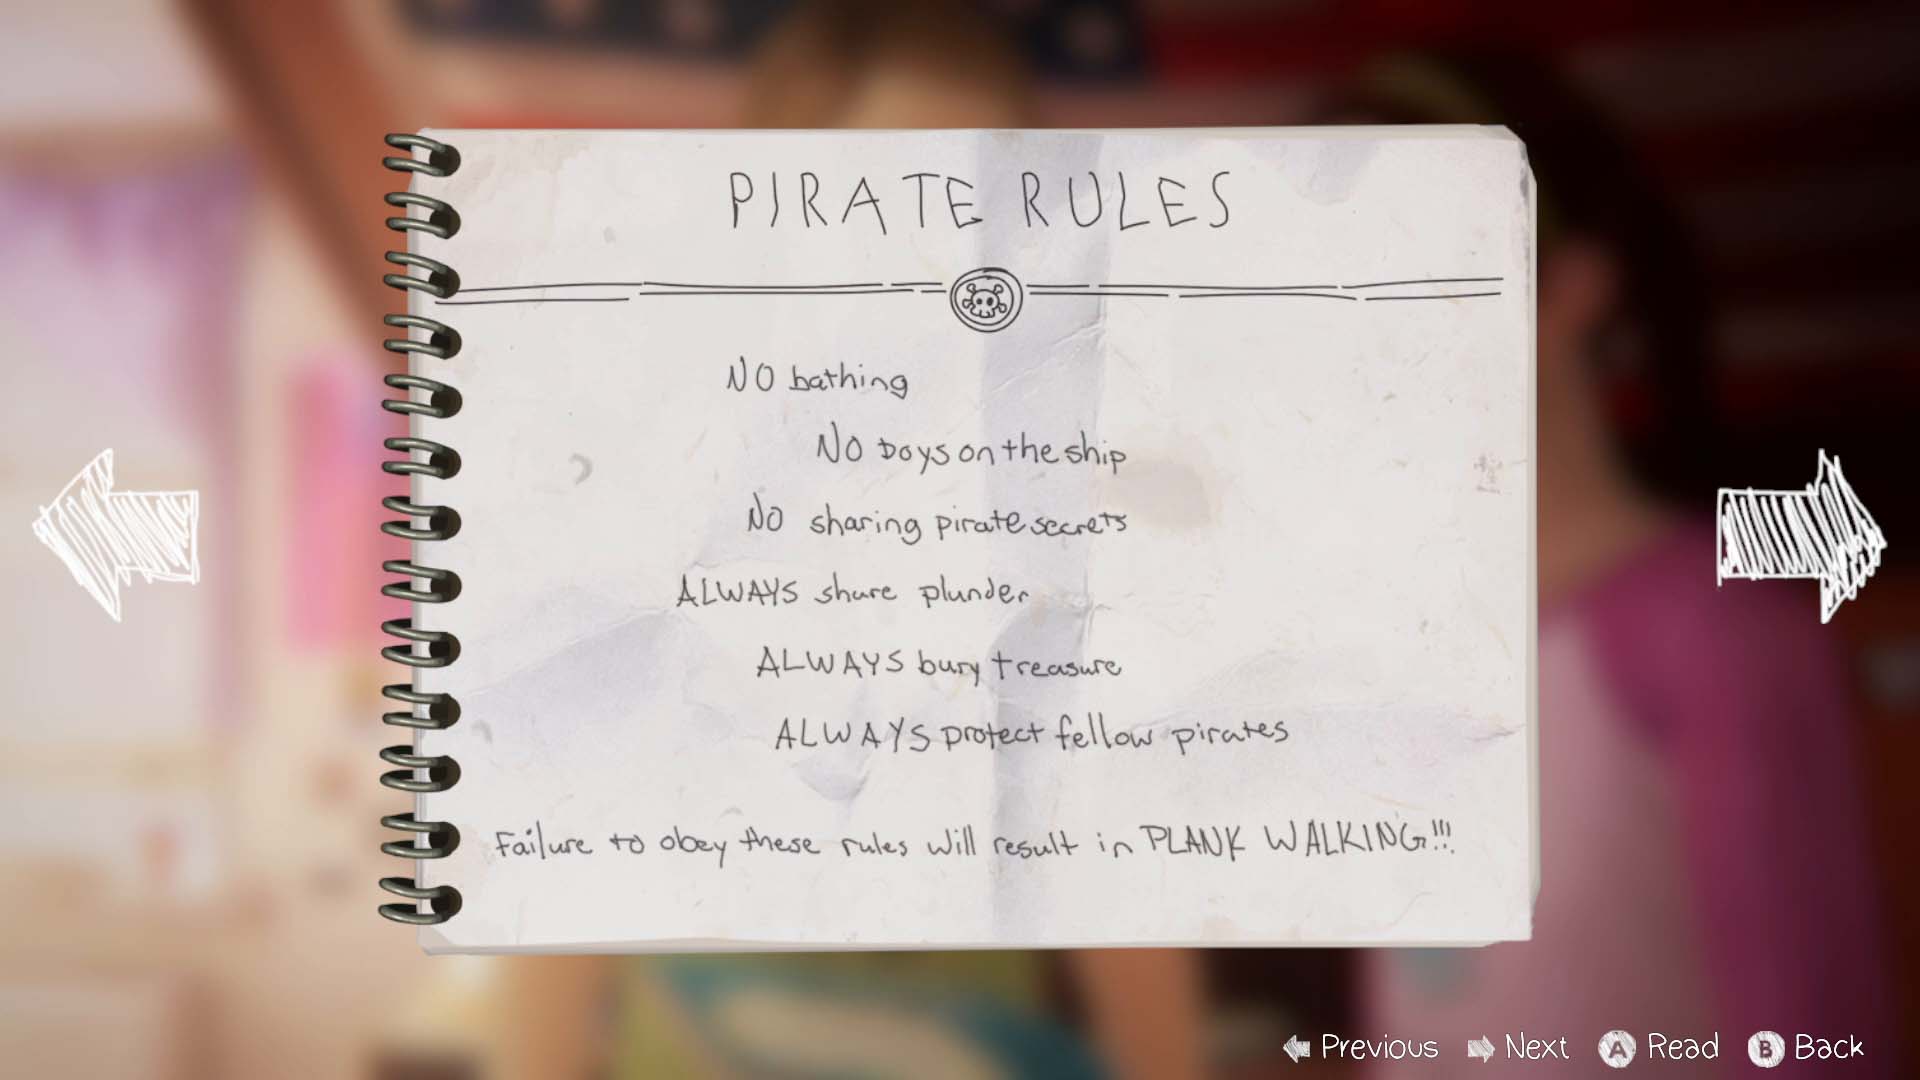 PIRATE RULES
NO bathing
NO boys on the ship
NO sharing pirate secrets
ALWAYS share plunder
ALWAYS bury treasure
ALWAYS protect fellow pirates
Failure to obey these rules will result in PLANK WALKING!!!
Previous Next A Read B Back